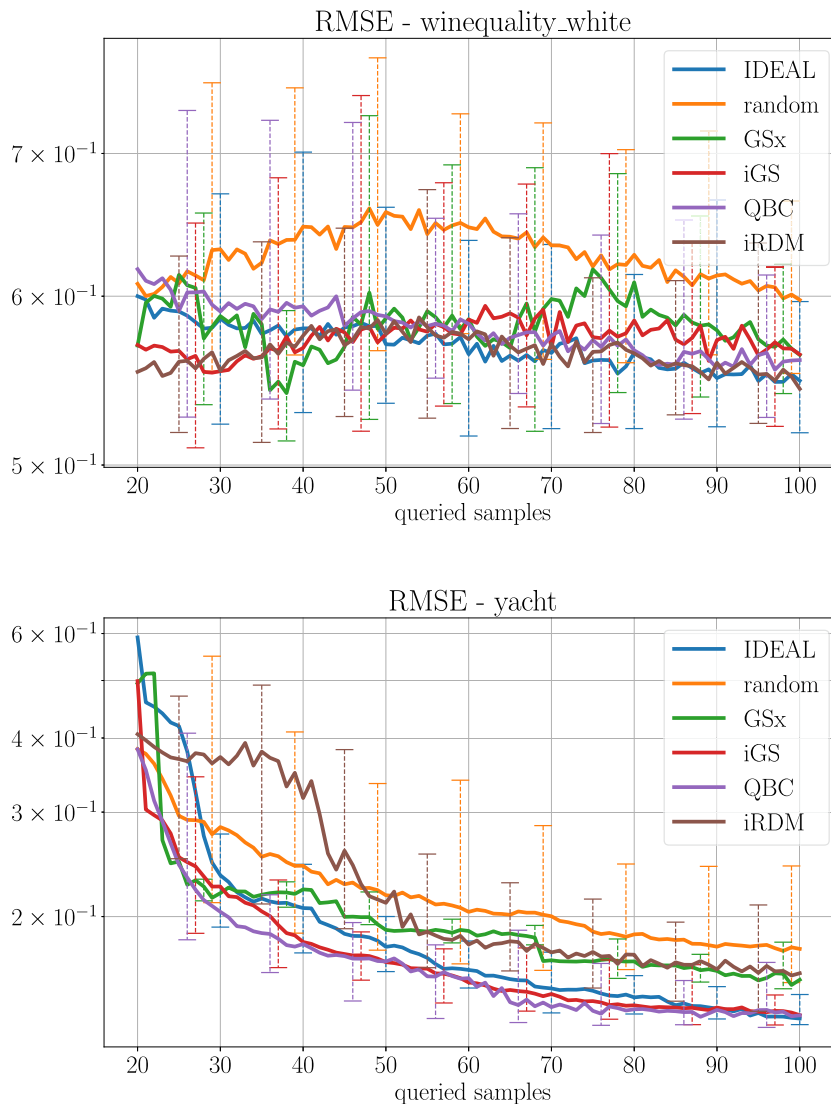 RMSE - winequality_white
7 × 10⁻¹
6 × 10⁻¹
5 × 10⁻¹
IDEAL
random
GSx
iGS
QBC
iRDM
20 30 40 50 60 70 80 90 100
queried samples
RMSE - yacht
6 × 10⁻¹
4 × 10⁻¹
3 × 10⁻¹
2 × 10⁻¹
IDEAL
random
GSx
iGS
QBC
iRDM
20 30 40 50 60 70 80 90 100
queried samples